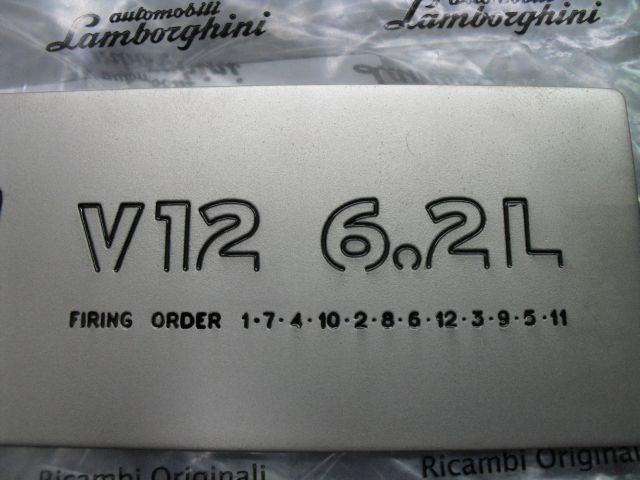 automobili
Lamborghini
automobili
Lamborghini
V12 6.2L
FIRING ORDER 1·7·4·10·2·8·6·12·3·9·5·11
Ricambi Originali
Ricambi Originali